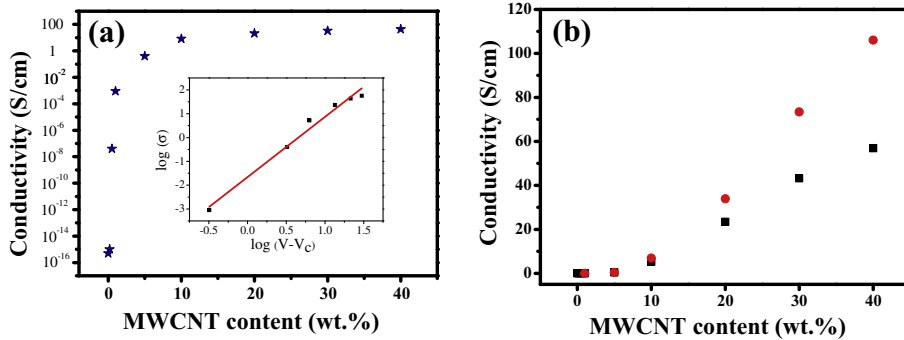 (a)
Conductivity (S/cm)
100
1
10⁻²
10⁻⁴
10⁻⁶
10⁻⁸
10⁻¹⁰
10⁻¹²
10⁻¹⁴
10⁻¹⁶
0 10 20 30 40
MWCNT content (wt.%)
log (σ)
2
1
0
-1
-2
-3
-0.5 0.0 0.5 1.0 1.5
log (V-V_C)
(b)
Conductivity (S/cm)
120
100
80
60
40
20
0
0 10 20 30 40
MWCNT content (wt.%)